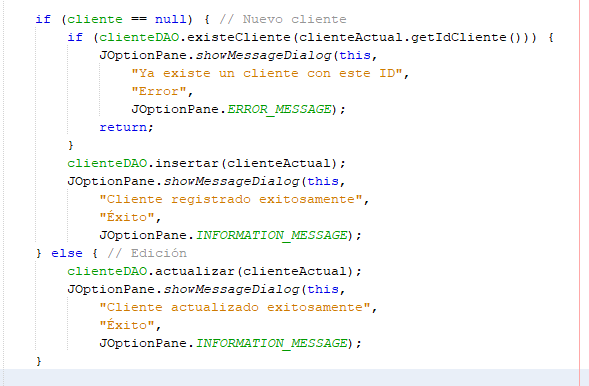 if (cliente == null) { // Nuevo cliente
if (clienteDAO.existeCliente(clienteActual.getIdCliente())) {
JOptionPane.showMessageDialog(this,
"Ya existe un cliente con este ID",
"Error",
JOptionPane.ERROR_MESSAGE);
return;
}
clienteDAO.insertar(clienteActual);
JOptionPane.showMessageDialog(this,
"Cliente registrado exitosamente",
"Éxito",
JOptionPane.INFORMATION_MESSAGE);
} else { // Edición
clienteDAO.actualizar(clienteActual);
JOptionPane.showMessageDialog(this,
"Cliente actualizado exitosamente",
"Éxito",
JOptionPane.INFORMATION_MESSAGE);
}